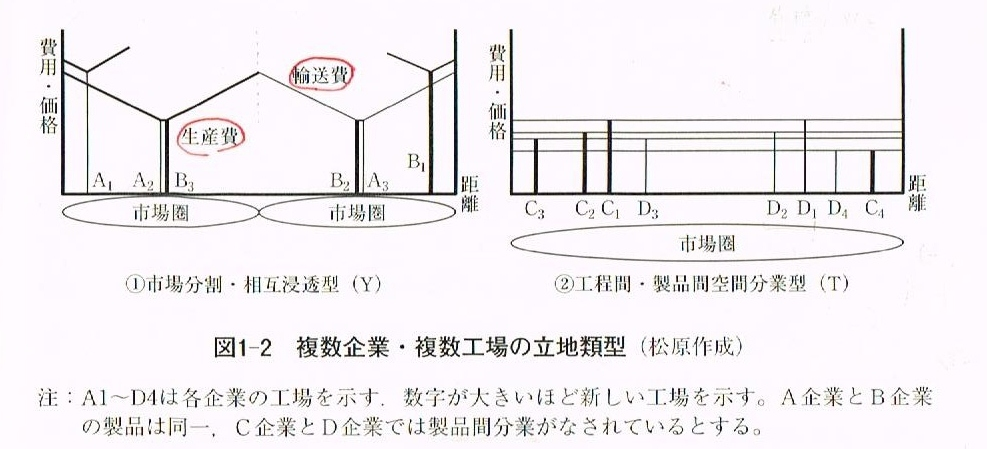 費用・価格
輸送費
生産費
A₁ A₂ B₃ B₂ A₃ B₁
距離
市場圏 市場圏
①市場分割・相互浸透型（Y）
費用・価格
距離
C₃ C₂ C₁ D₃ D₂ D₁ D₄ C₄
市場圏
②工程間・製品間空間分業型（T）
図1-2 複数企業・複数工場の立地類型（松原作成）
注：A1～D4は各企業の工場を示す．数字が大きいほど新しい工場を示す。A企業とB企業
の製品は同一，C企業とD企業では製品間分業がなされているとする。